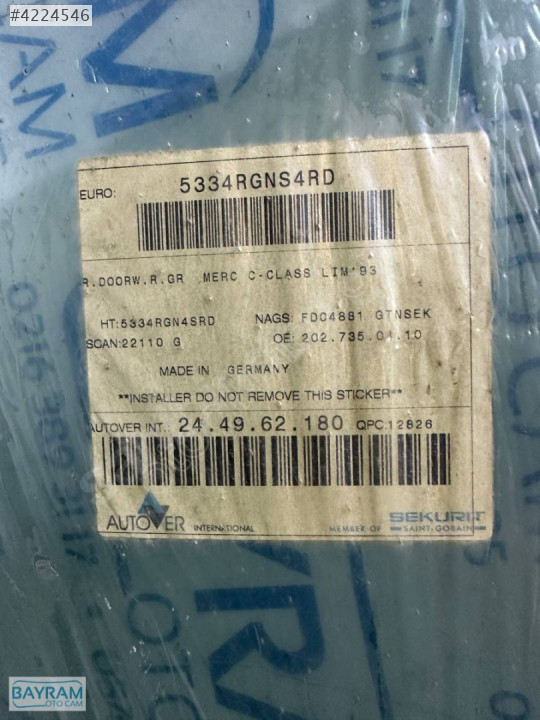 #4224546
EURO: 5334RGNS4RD
R.DOORW.R.GR MERC C-CLASS LIM'93
HT:5334RGN4SRD NAGS: FD04881 GTNSEK
SCAN:22110 G OE: 202.735.01.10
MADE IN GERMANY
**INSTALLER DO NOT REMOVE THIS STICKER**
AUTOVER INT.: 24.49.62.180 QPC:12826
AUTOVER INTERNATIONAL MEMBER OF SEKURIT
SAINT-GOBAIN
BAYRAM
OTO CAM